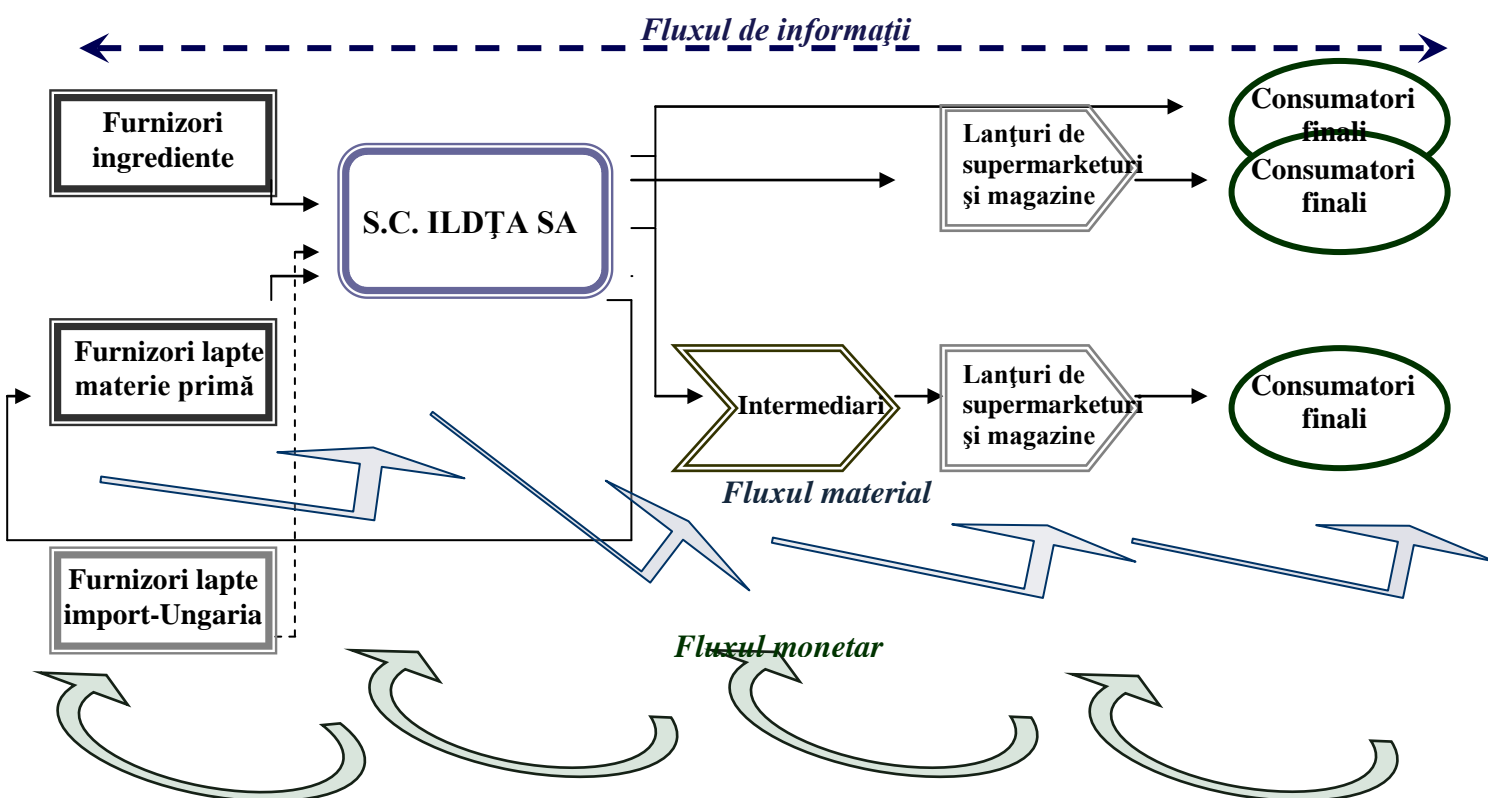 Fluxul de informaţii
Furnizori
ingrediente
S.C. ILDŢA SA
Lanţuri de
supermarketuri
şi magazine
Consumatori
finali
Consumatori
finali
Furnizori lapte
materie primă
Intermediari
Lanţuri de
supermarketuri
şi magazine
Consumatori
finali
Fluxul material
Furnizori lapte
import-Ungaria
Fluxul monetar